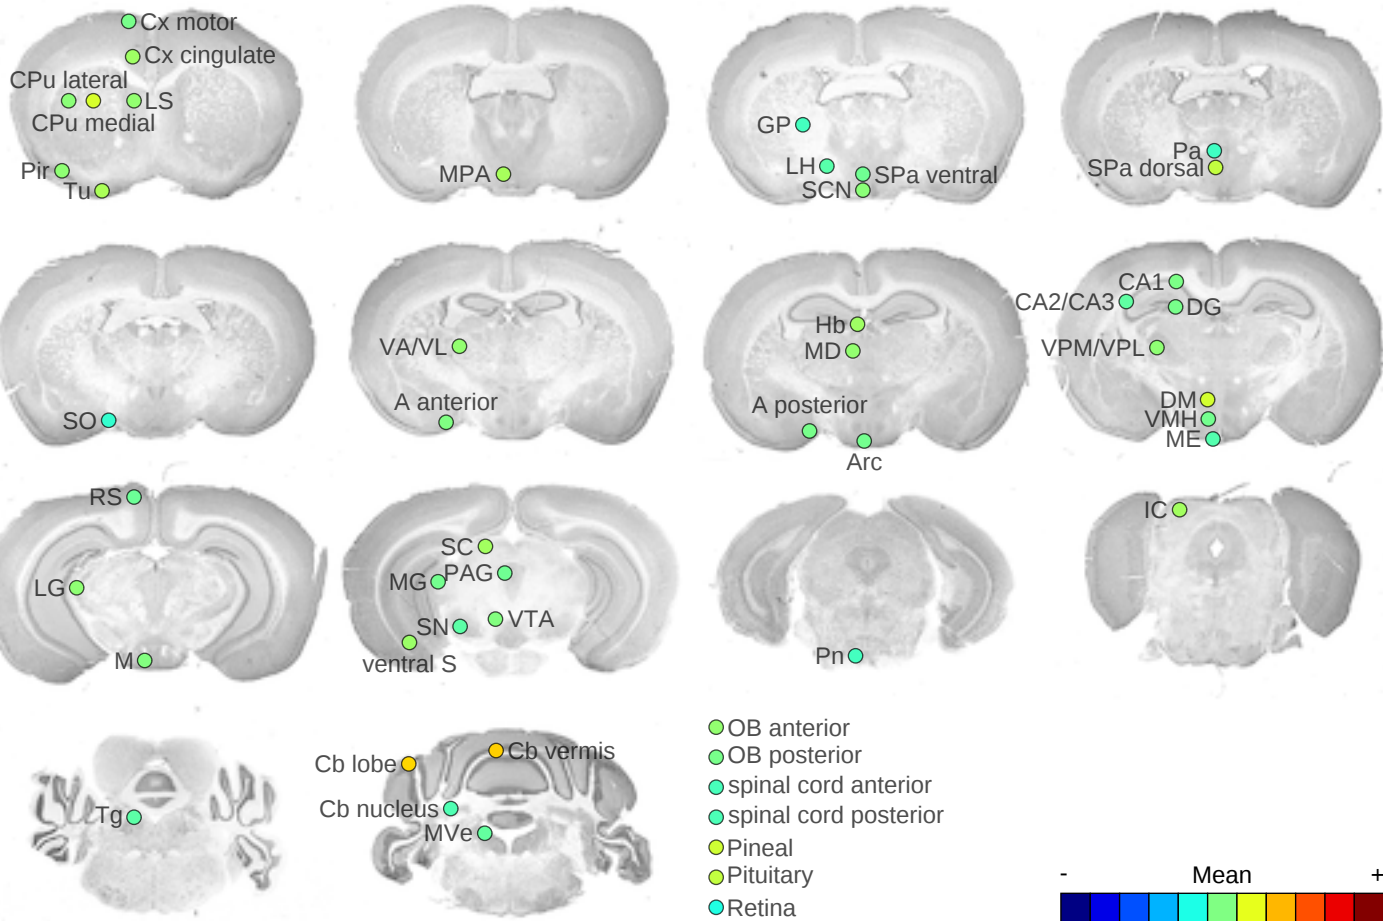 Cx motor
Cx cingulate
CPu lateral
LS
CPu medial
Pir
Tu
MPA
GP
LH
SPa ventral
SCN
Pa
SPa dorsal
SO
VA/VL
A anterior
Hb
MD
A posterior
Arc
CA1
CA2/CA3
DG
VPM/VPL
DM
VMH
ME
RS
LG
M
SC
MG
PAG
SN
VTA
ventral S
Pn
IC
Tg
Cb lobe
Cb vermis
Cb nucleus
MVe
OB anterior
OB posterior
spinal cord anterior
spinal cord posterior
Pineal
Pituitary
Retina
- Mean +